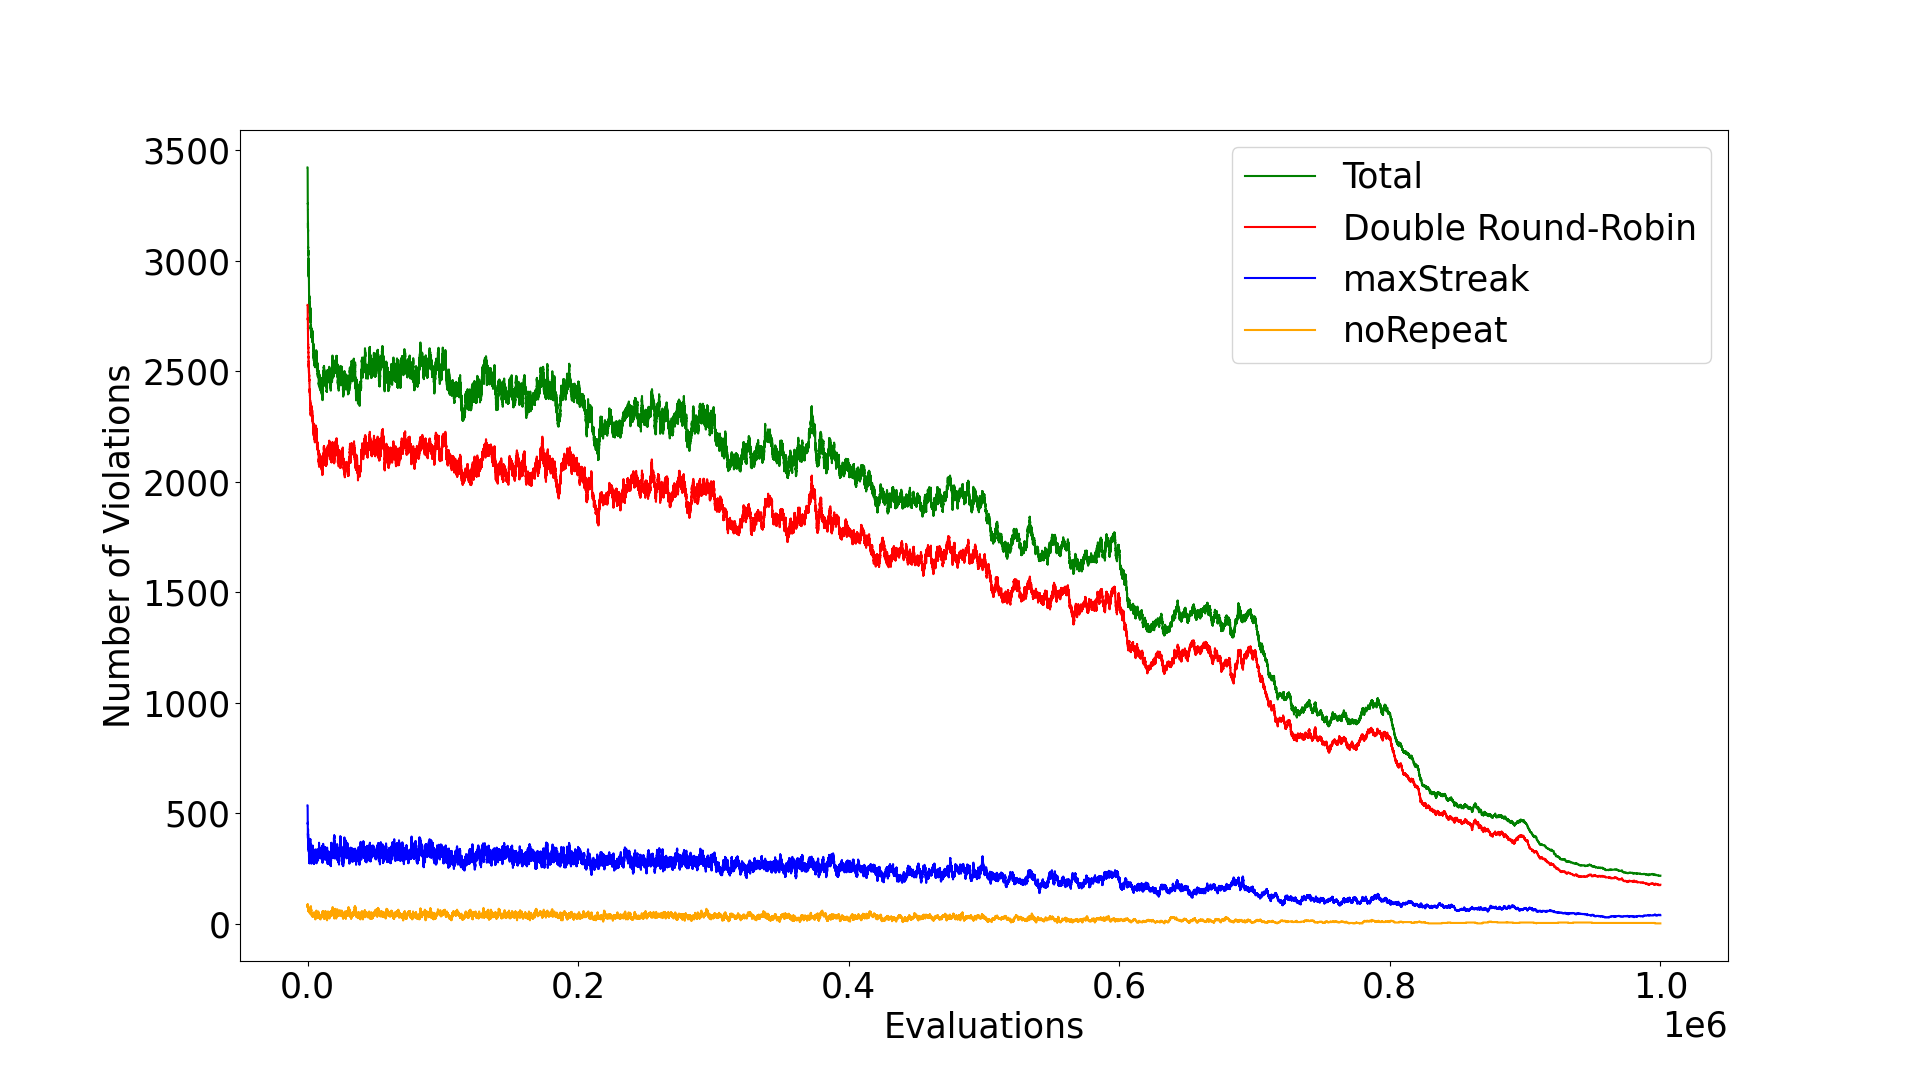 3500
3000
2500
2000
1500
1000
500
0
Number of Violations
Total
Double Round-Robin
maxStreak
noRepeat
0.0 0.2 0.4 0.6 0.8 1.0
Evaluations
1e6